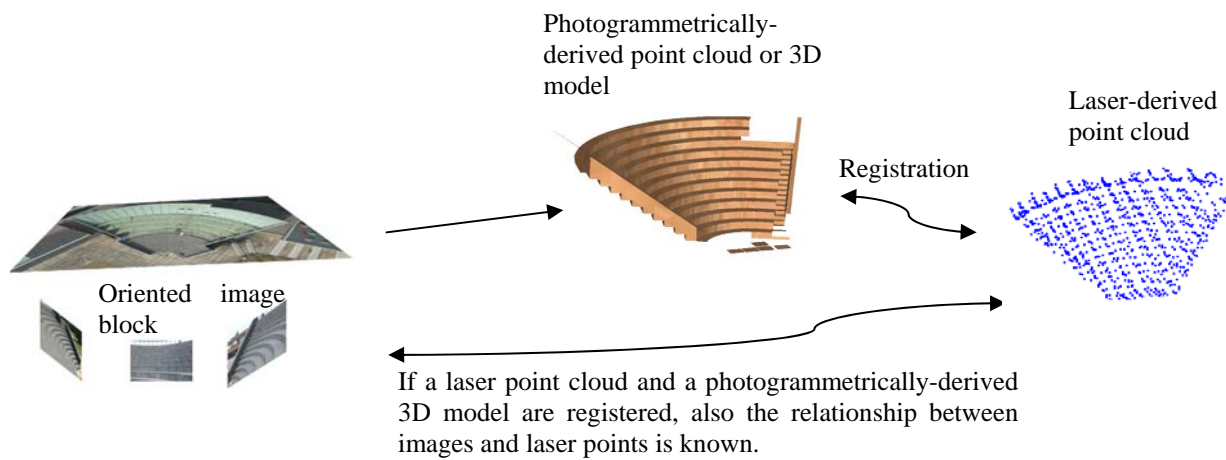 Photogrammetrically-
derived point cloud or 3D
model
Laser-derived
point cloud
Registration
Oriented image
block
If a laser point cloud and a photogrammetrically-derived
3D model are registered, also the relationship between
images and laser points is known.